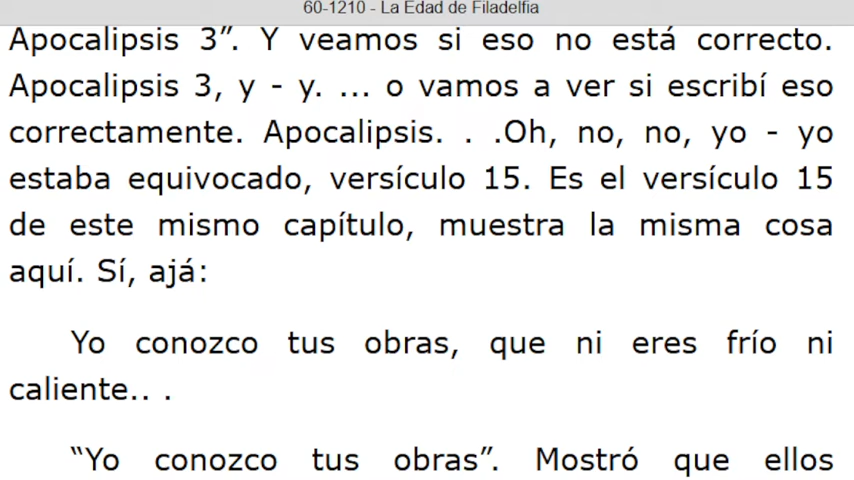 60-1210 - La Edad de Filadelfia
Apocalipsis 3”. Y veamos si eso no está correcto.
Apocalipsis 3, y - y. ... o vamos a ver si escribí eso
correctamente. Apocalipsis. . .Oh, no, no, yo - yo
estaba equivocado, versículo 15. Es el versículo 15
de este mismo capítulo, muestra la misma cosa
aquí. Sí, ajá:
Yo conozco tus obras, que ni eres frío ni
caliente.. .
“Yo conozco tus obras”. Mostró que ellos